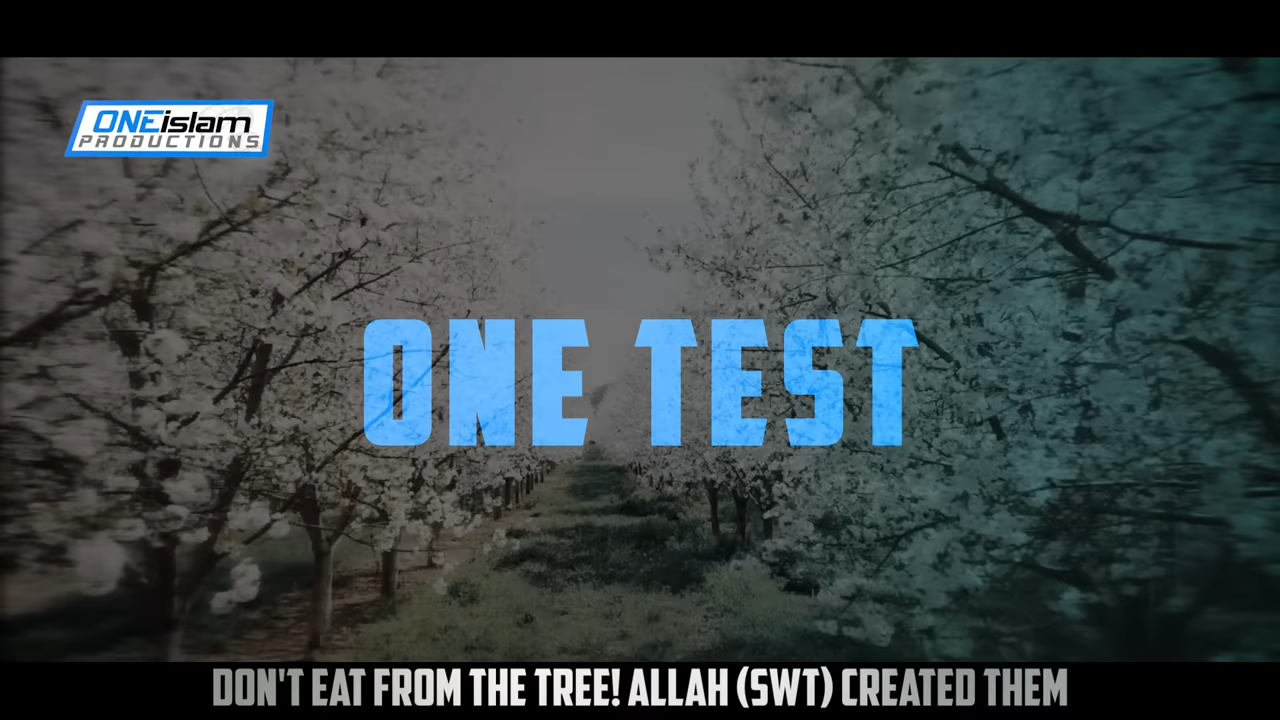 ONEislam
PRODUCTIONS
ONE TEST
DON'T EAT FROM THE TREE! ALLAH (SWT) CREATED THEM